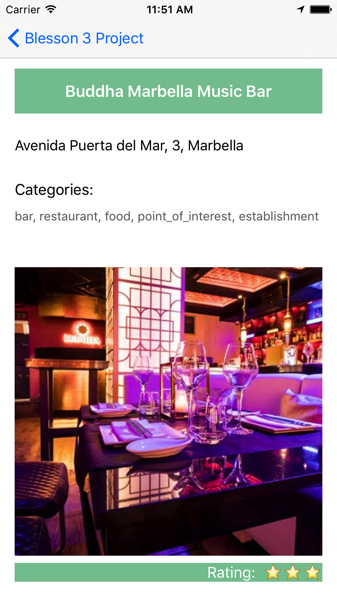 Carrier 11:51 AM
Blesson 3 Project
Buddha Marbella Music Bar
Avenida Puerta del Mar, 3, Marbella
Categories:
bar, restaurant, food, point_of_interest, establishment
BUDDHA
Rating: